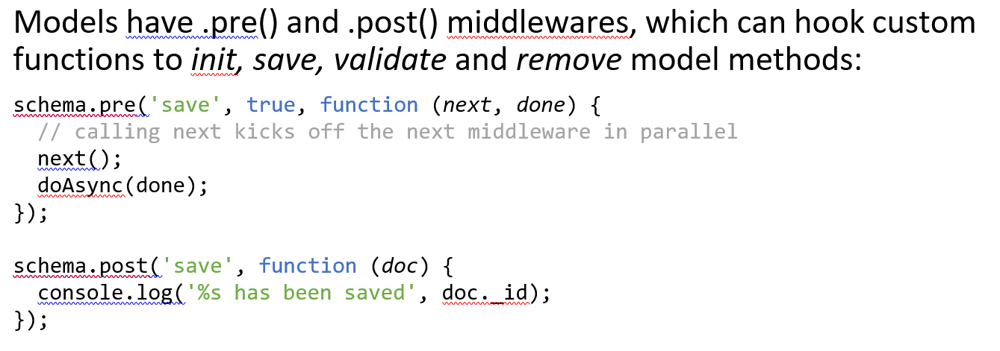 Models have .pre() and .post() middlewares, which can hook custom
functions to init, save, validate and remove model methods:
schema.pre('save', true, function (next, done) {
  // calling next kicks off the next middleware in parallel
  next();
  doAsync(done);
});
schema.post('save', function (doc) {
  console.log('%s has been saved', doc._id);
});